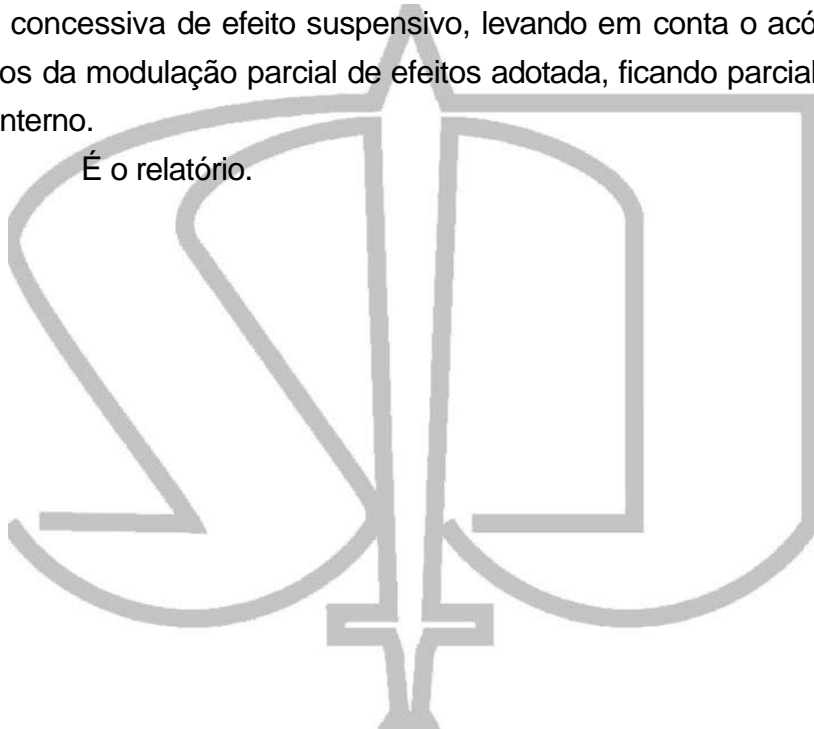 concessiva de efeito suspensivo, levando em conta o acó
os da modulação parcial de efeitos adotada, ficando parcial
nterno.
É o relatório.